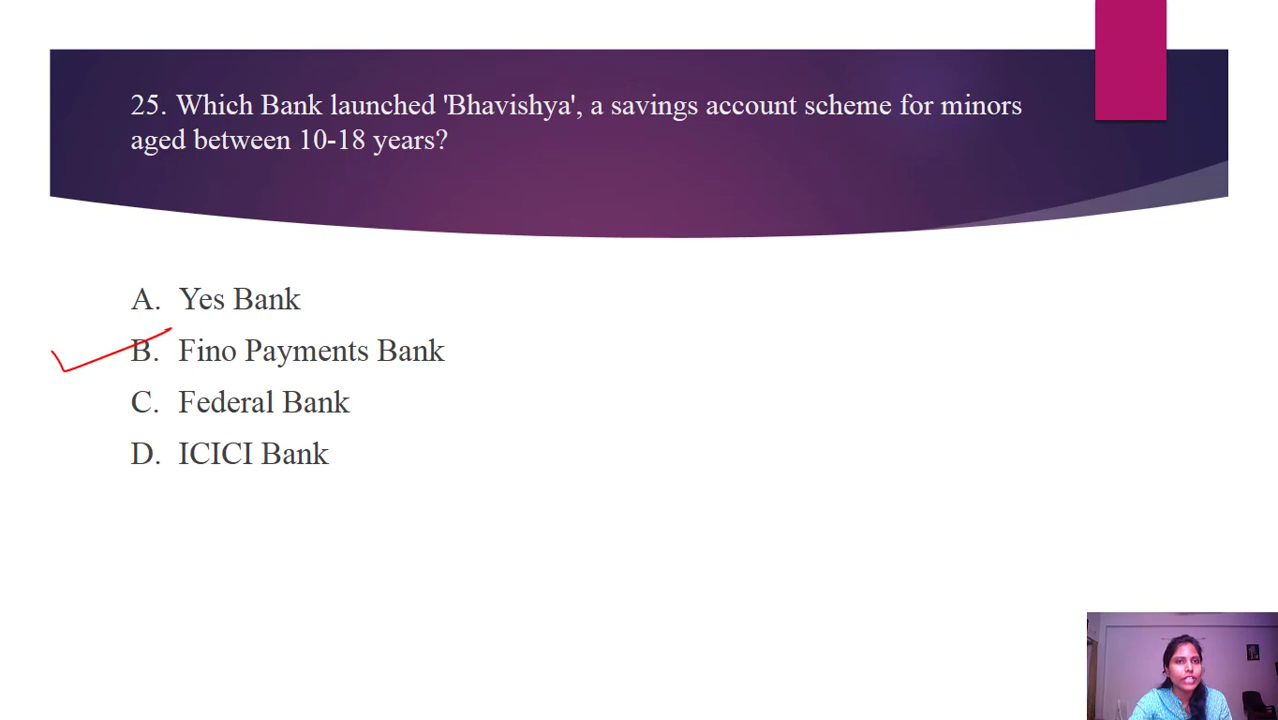 25. Which Bank launched 'Bhavishya', a savings account scheme for minors
aged between 10-18 years?
A. Yes Bank
B. Fino Payments Bank
C. Federal Bank
D. ICICI Bank